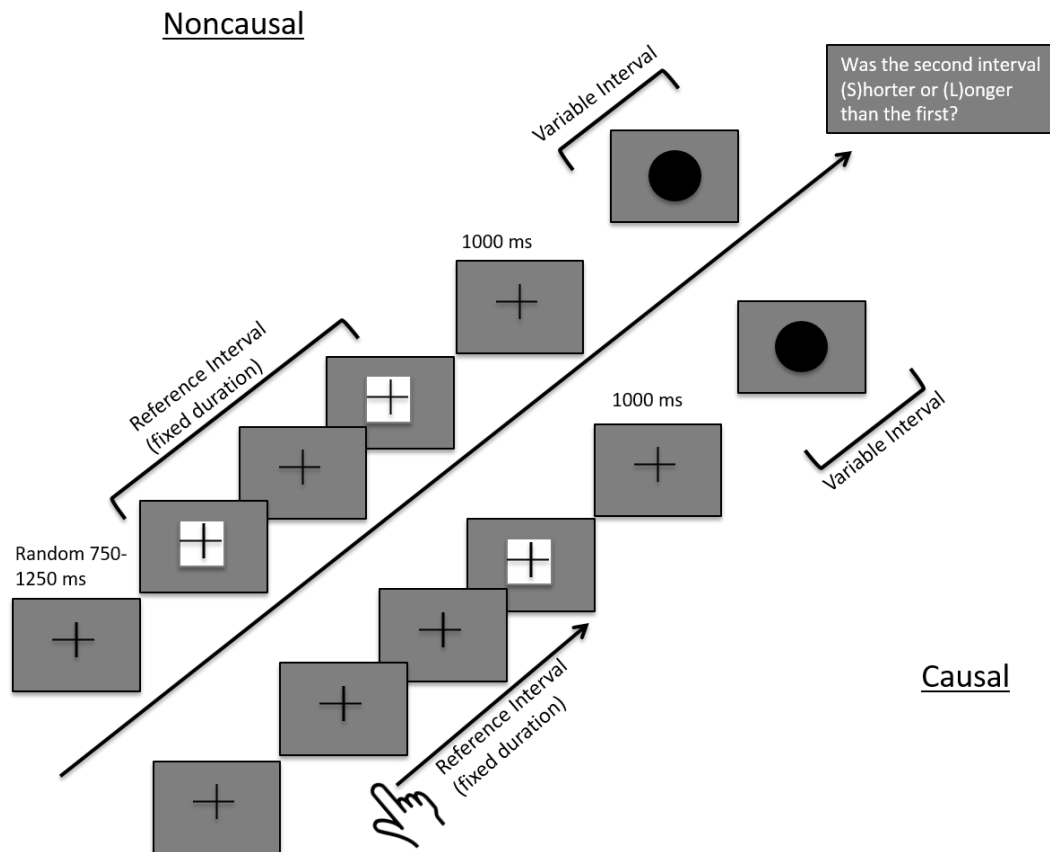 Noncausal
Was the second interval
(S)horter or (L)onger
than the first?
Variable Interval
1000 ms
Reference Interval
(fixed duration)
1000 ms
Variable Interval
Random 750-
1250 ms
Causal
Reference Interval
(fixed duration)